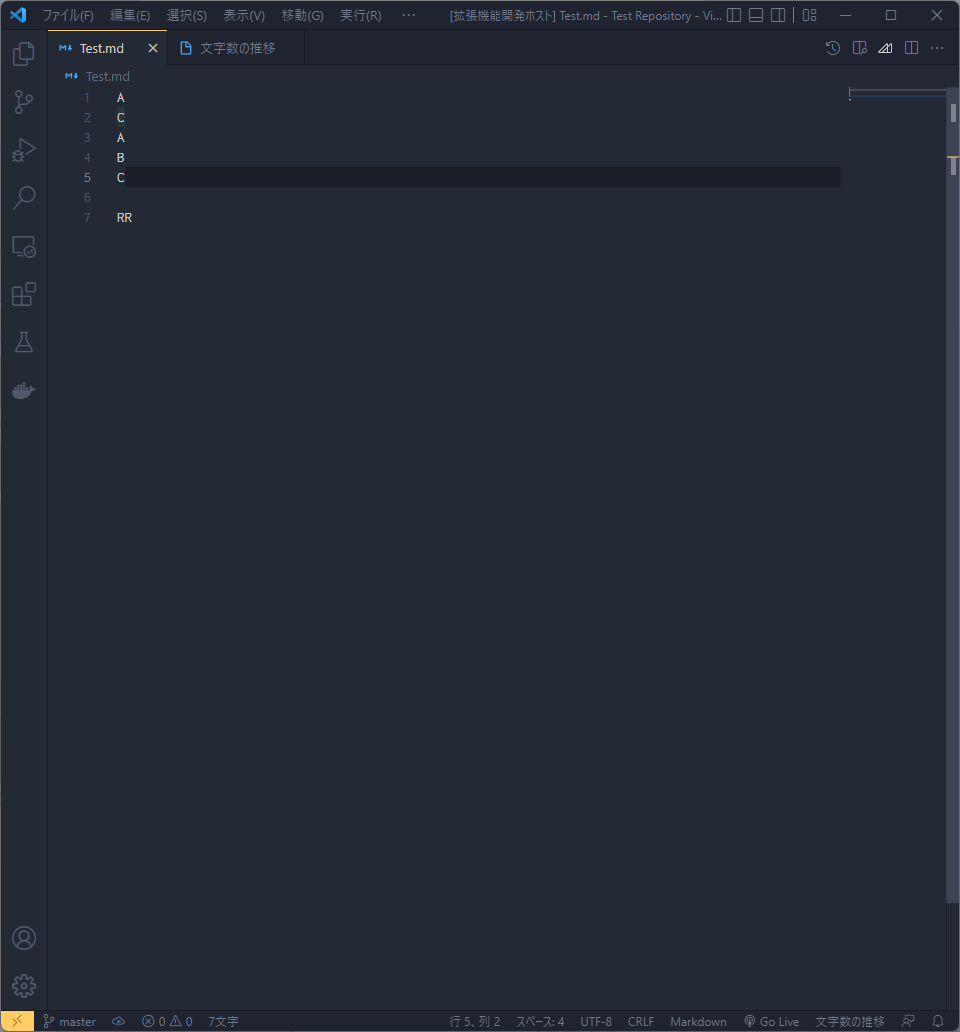 ファイル(F) 編集(E) 選択(S) 表示(V) 移動(G) 実行(R) ··· [拡張機能開発ホスト] Test.md - Test Repository - Vi...
Test.md 文字数の推移
Test.md
1 A
2 C
3 A
4 B
5 C
6
7 RR
master 0 0 7文字 行 5、列 2 スペース: 4 UTF-8 CRLF Markdown Go Live 文字数の推移